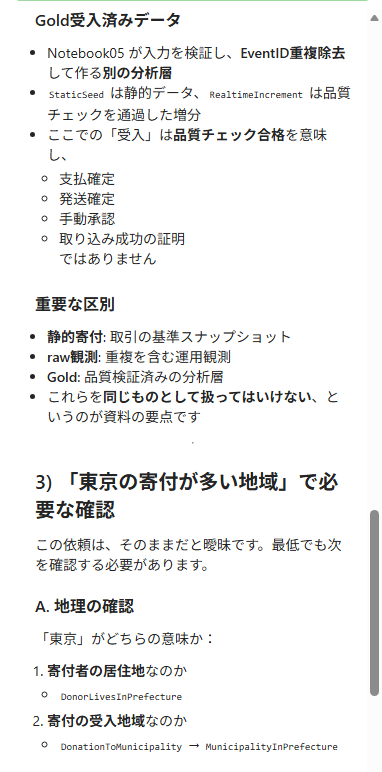 Gold受入済みデータ
Notebook05 が入力を検証し、EventID重複除去
して作る別の分析層
StaticSeed は静的データ、 RealtimeIncrement は品質
チェックを通過した増分
ここでの「受入」は品質チェック合格を意味
し、
支払確定
発送確定
手動承認
取り込み成功の証明
ではありません
重要な区別
静的寄付: 取引の基準スナップショット
raw観測: 重複を含む運用観測
Gold: 品質検証済みの分析層
これらを同じものとして扱ってはいけない、と
いうのが資料の要点です
3) 「東京の寄付が多い地域」で必
要な確認
この依頼は、そのままだと曖昧です。最低でも次
を確認する必要があります。
A. 地理の確認
「東京」がどちらの意味か：
1. 寄付者の居住地なのか
DonorLivesInPrefecture
2. 寄付の受入地域なのか
DonationToMunicipality → MunicipalityInPrefecture